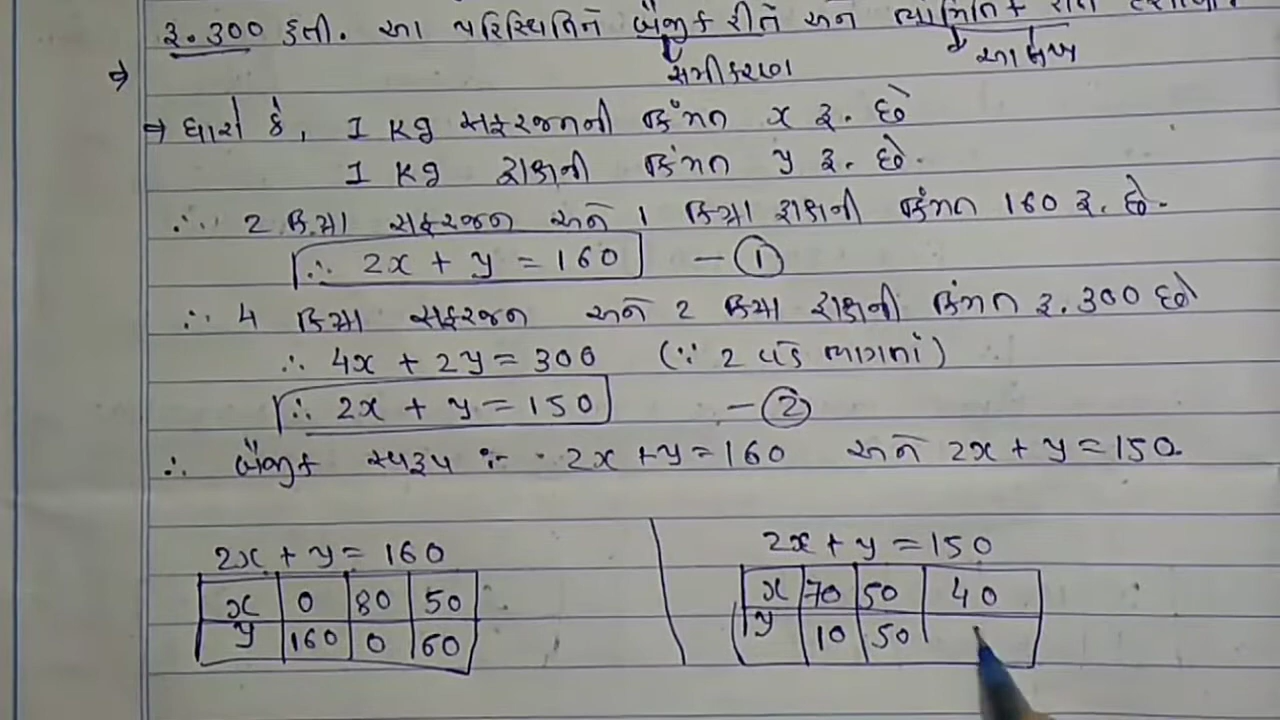 રૂ. 300 હતી. આ પરિસ્થિતિને બૈજીક રીતે અને
સમીકરણ આલેખ
⇒ ધારો કે, 1 Kg સફરજનની કિંમત x રૂ. છે
1 Kg દ્રાક્ષની કિંમત y રૂ. છે.
∴ 2 કિગ્રા સફરજન અને 1 કિગ્રા દ્રાક્ષની કિંમત 160 રૂ. છે.
∴ 2x + y = 160 — ①
∴ 4 કિગ્રા સફરજન અને 2 કિગ્રા દ્રાક્ષની કિંમત રૂ. 300 છે
∴ 4x + 2y = 300 (∵ 2 વડે ભાગતાં)
∴ 2x + y = 150 — ②
∴ બૈજીક સ્વરૂપ :- 2x + y = 160 અને 2x + y = 150
2x + y = 160 2x + y = 150
x 0 80 50 x 70 50 40
y 160 0 60 y 10 50